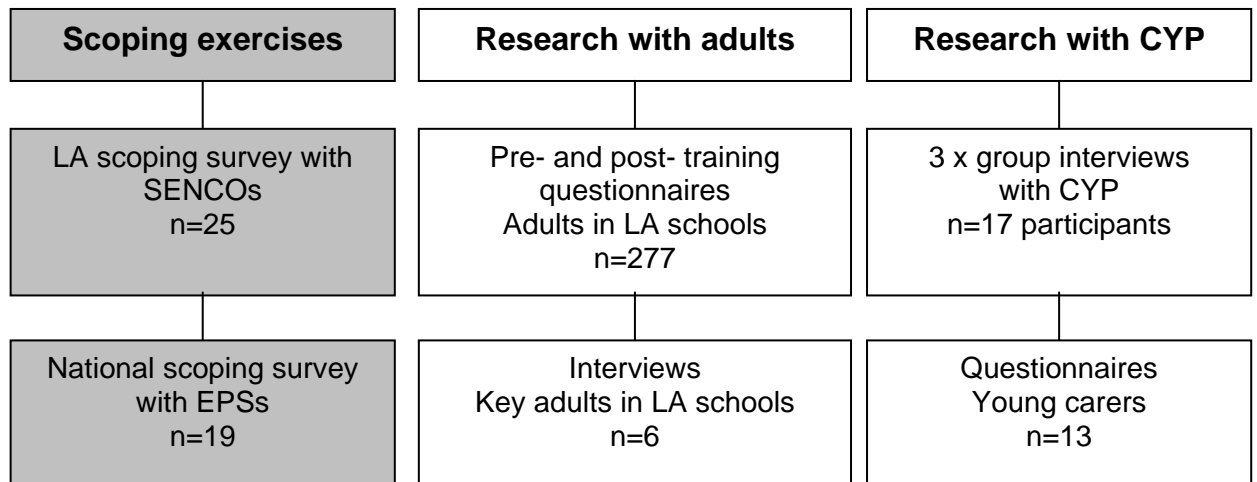 Scoping exercises
LA scoping survey with
SENCOs
n=25
National scoping survey
with EPSs
n=19
Research with adults
Pre- and post- training
questionnaires
Adults in LA schools
n=277
Interviews
Key adults in LA schools
n=6
Research with CYP
3 x group interviews
with CYP
n=17 participants
Questionnaires
Young carers
n=13